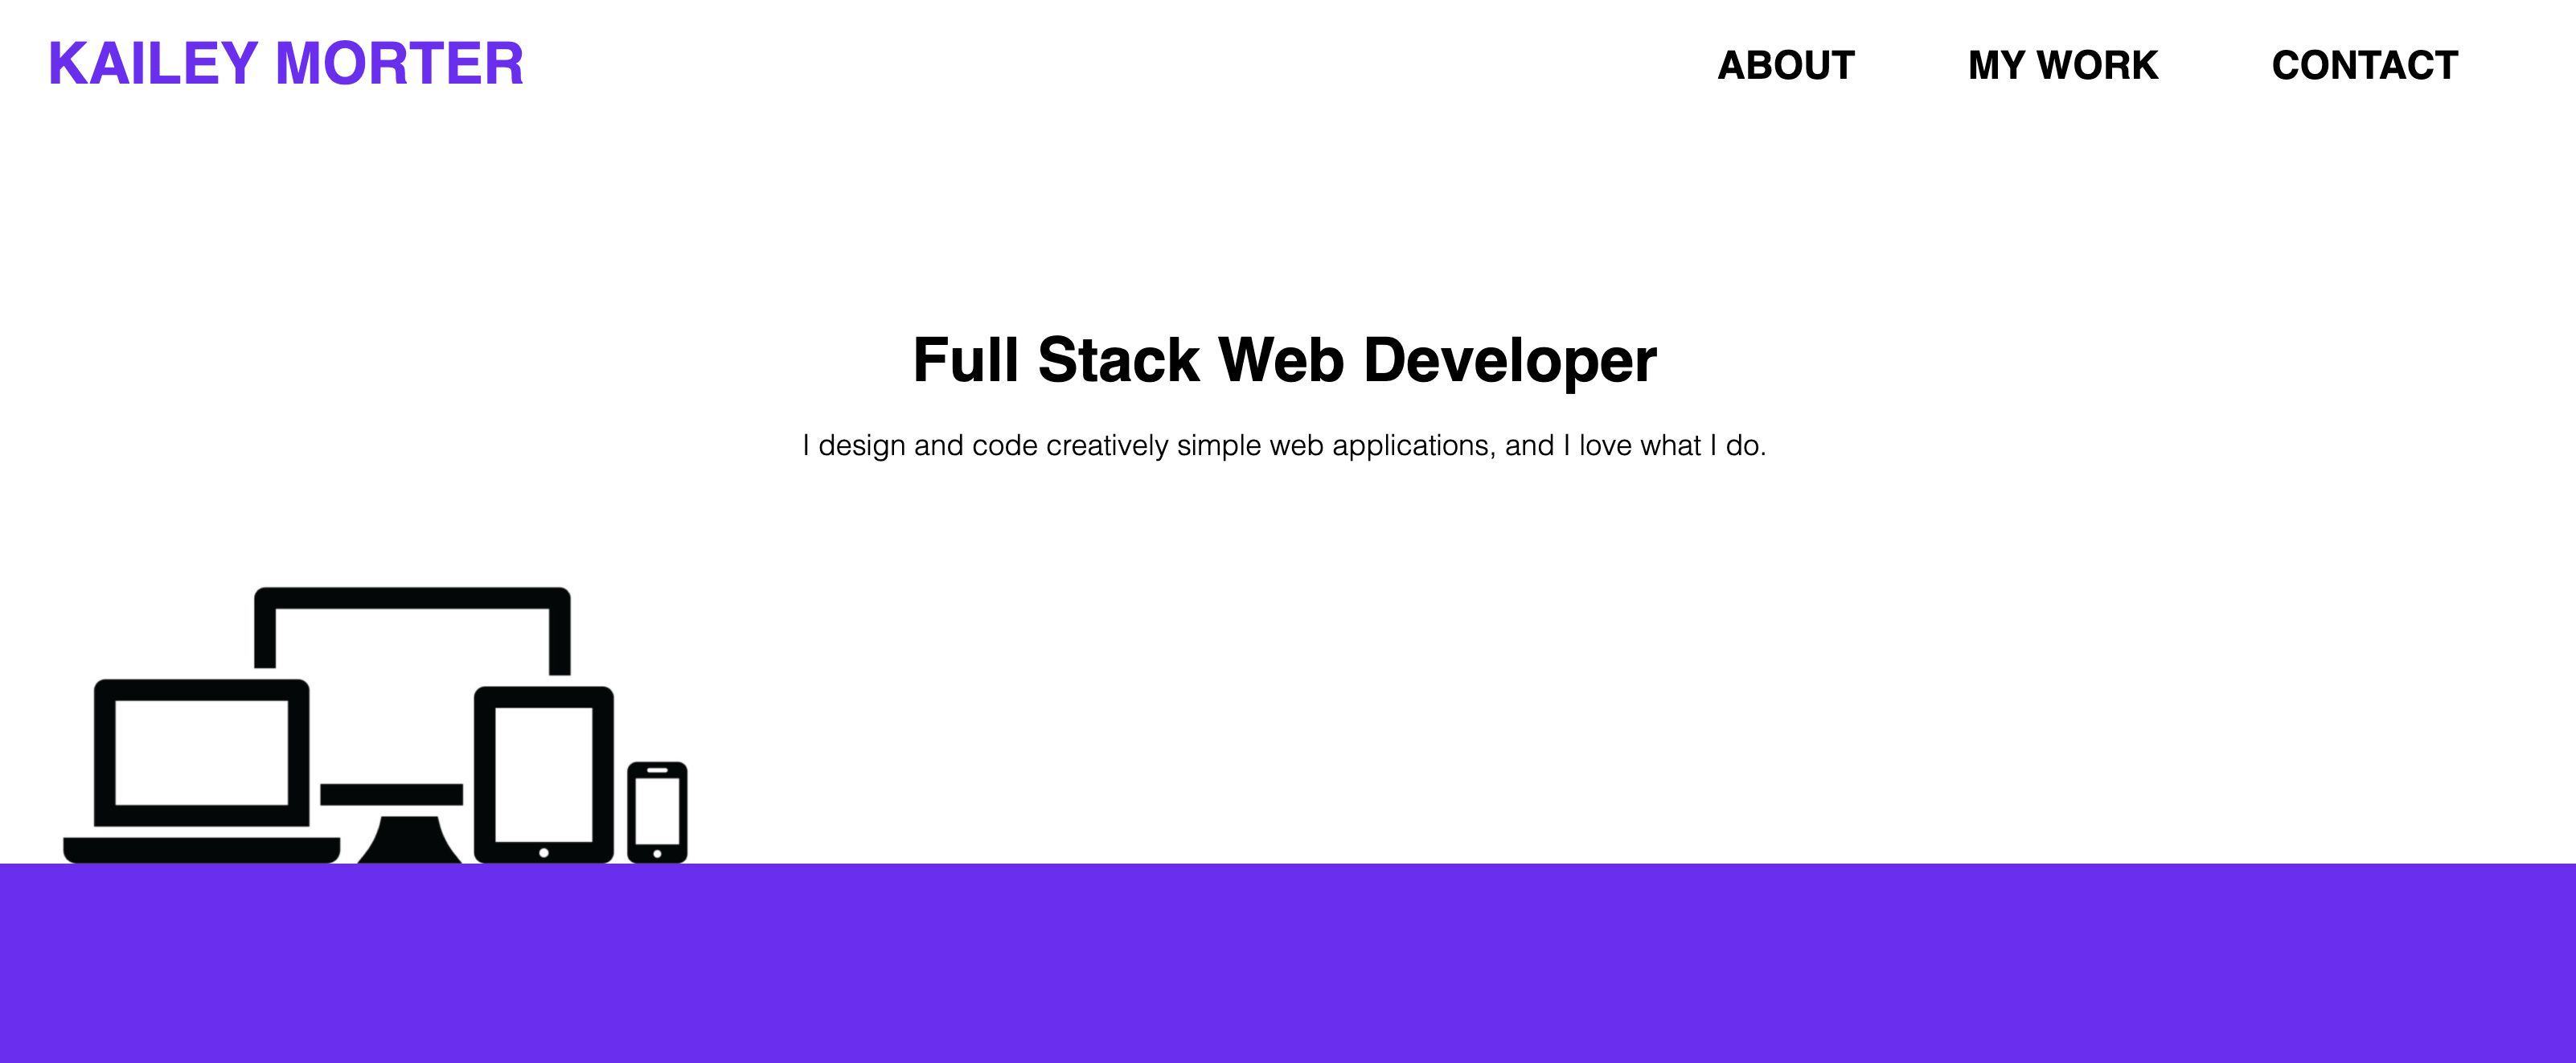 KAILEY MORTER
ABOUT
MY WORK
CONTACT
Full Stack Web Developer
I design and code creatively simple web applications, and I love what I do.